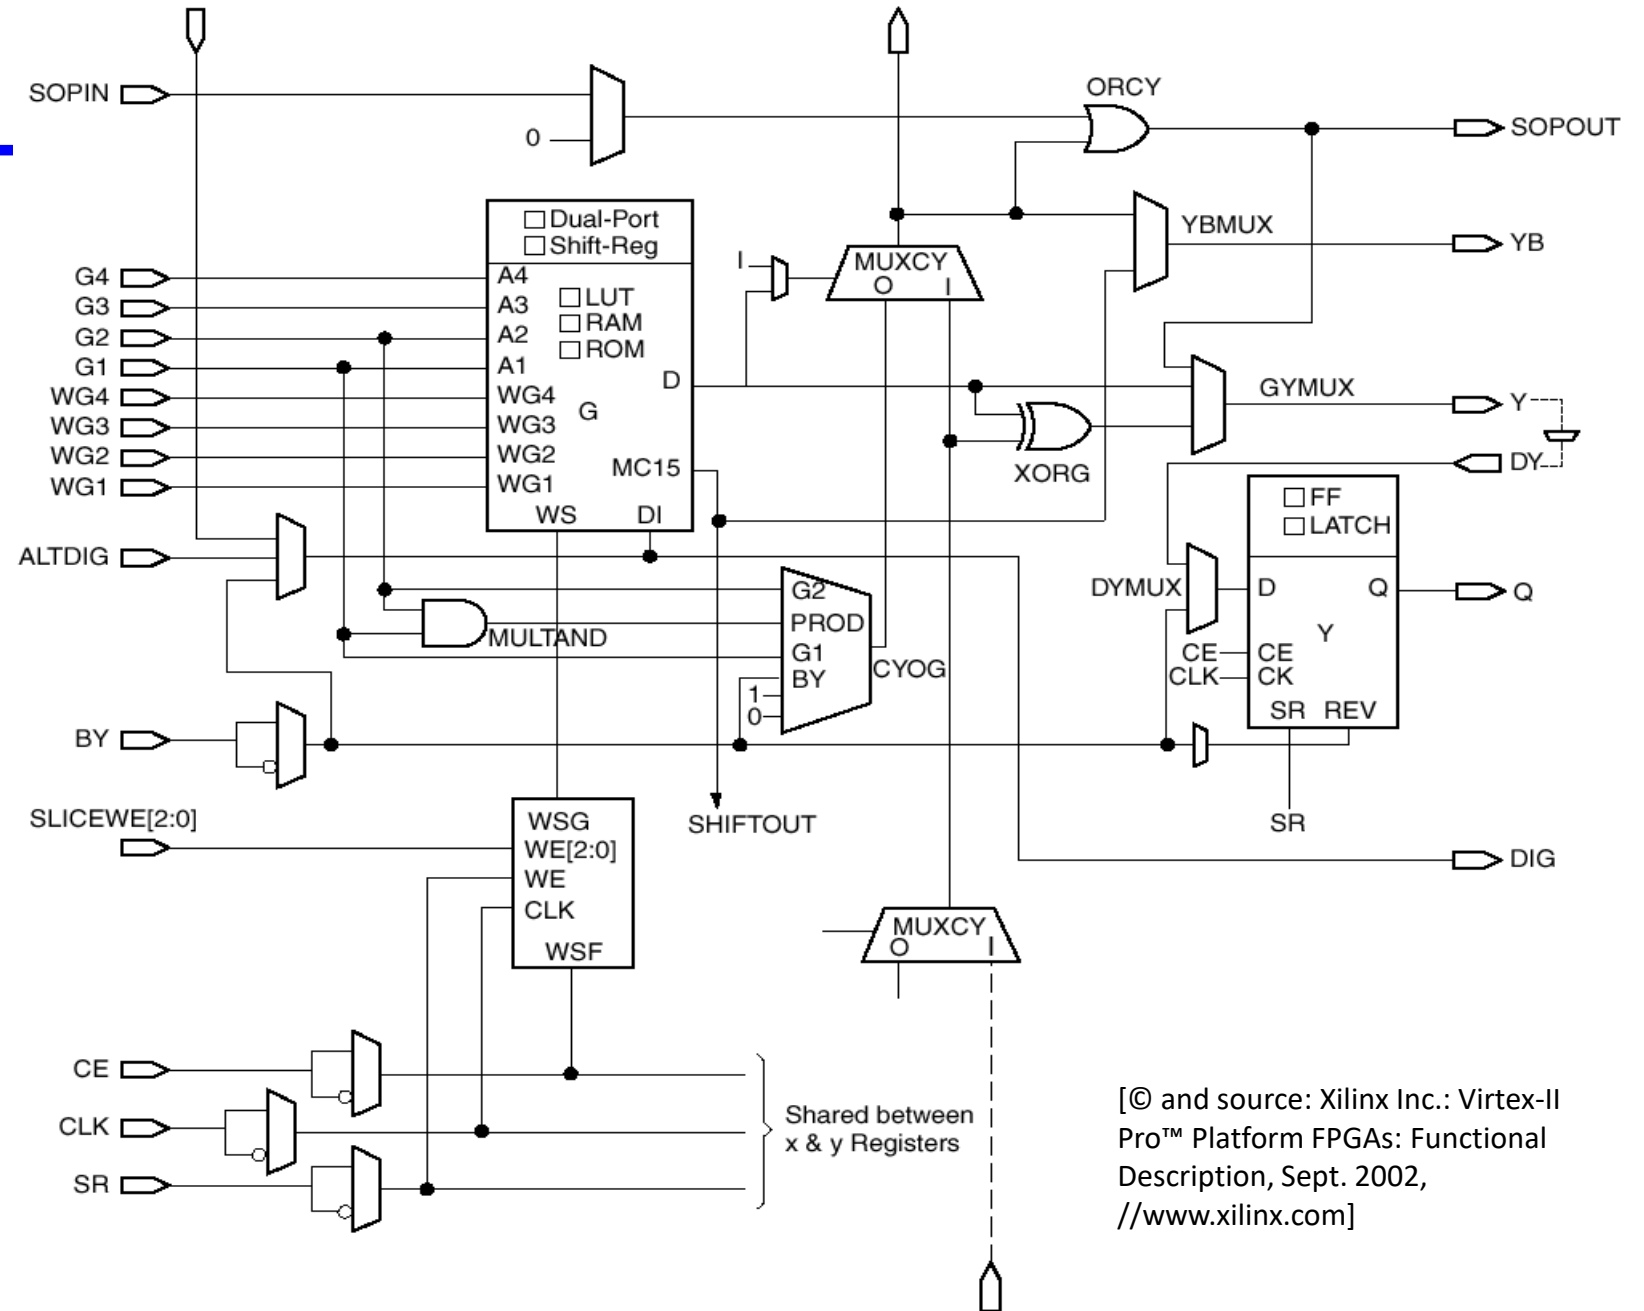 ORCY
SOPIN
SOPOUT
0
Dual-Port
Shift-Reg
YBMUX
YB
I
MUXCY
O I
G4
G3
G2
G1
WG4
WG3
WG2
WG1
A4
A3
A2
A1
WG4
WG3
WG2
WG1
LUT
RAM
ROM
D
G
MC15
WS DI
GYMUX
Y
XORG
DY
FF
LATCH
ALTDIG
DYMUX
D Q
Q
Y
CE CE
CLK CK
SR REV
SR
G2
PROD
G1
BY
1
0
MULTAND
CYOG
BY
SLICEWE[2:0]
WSG
WE[2:0]
WE
CLK
WSF
SHIFTOUT
DIG
MUXCY
O I
CE
CLK
SR
Shared between
x & y Registers
[© and source: Xilinx Inc.: Virtex-II
Pro™ Platform FPGAs: Functional
Description, Sept. 2002,
//www.xilinx.com]